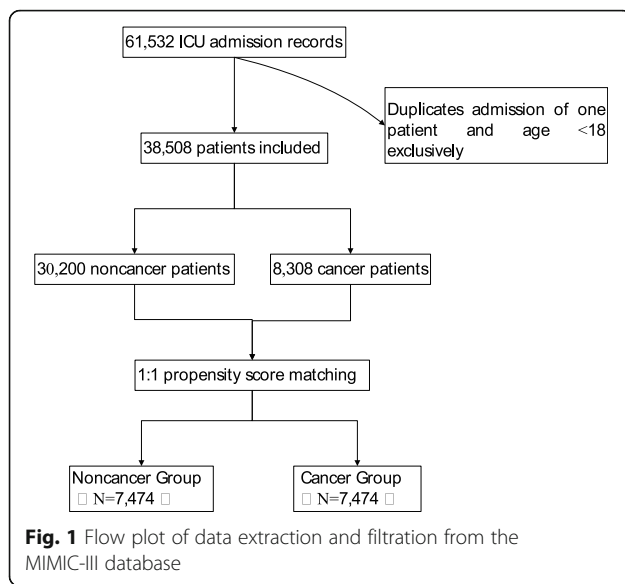 61,532 ICU admission records
Duplicates admission of one
patient and age <18
exclusively
38,508 patients included
30,200 noncancer patients
8,308 cancer patients
1:1 propensity score matching
Noncancer Group
□ N=7,474 □
Cancer Group
□ N=7,474 □
Fig. 1 Flow plot of data extraction and filtration from the
MIMIC-III database